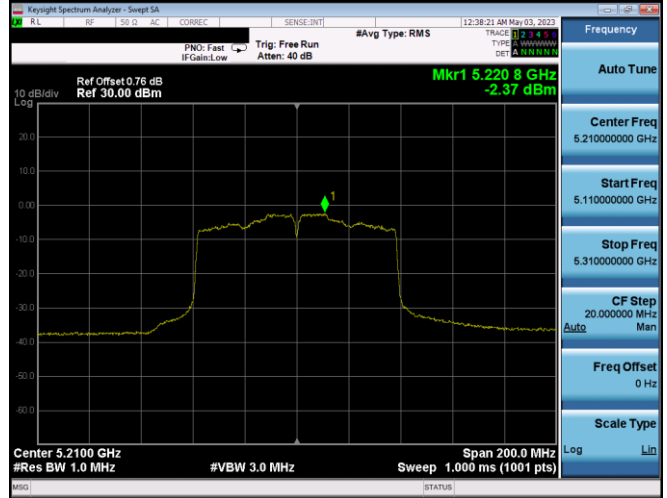 Keysight Spectrum Analyzer - Swept SA
RL RF 50 Ω AC CORREC SENSE:INT 12:38:21 AM May 03, 2023
#Avg Type: RMS
TRACE 1 2 3 4 5 6
TYPE A WWWWW
DET A N N N N N
PNO: Fast
IFGain:Low
Trig: Free Run
Atten: 40 dB
Mkr1 5.220 8 GHz
-2.37 dBm
Ref Offset 0.76 dB
Ref 30.00 dBm
10 dB/div
Log
20.0
10.0
0.00
-10.0
-20.0
-30.0
-40.0
-50.0
-60.0
1
Center 5.2100 GHz
#Res BW 1.0 MHz
#VBW 3.0 MHz
Span 200.0 MHz
Sweep 1.000 ms (1001 pts)
MSG
STATUS
Frequency
Auto Tune
Center Freq
5.210000000 GHz
Start Freq
5.110000000 GHz
Stop Freq
5.310000000 GHz
CF Step
20.000000 MHz
Auto Man
Freq Offset
0 Hz
Scale Type
Log Lin